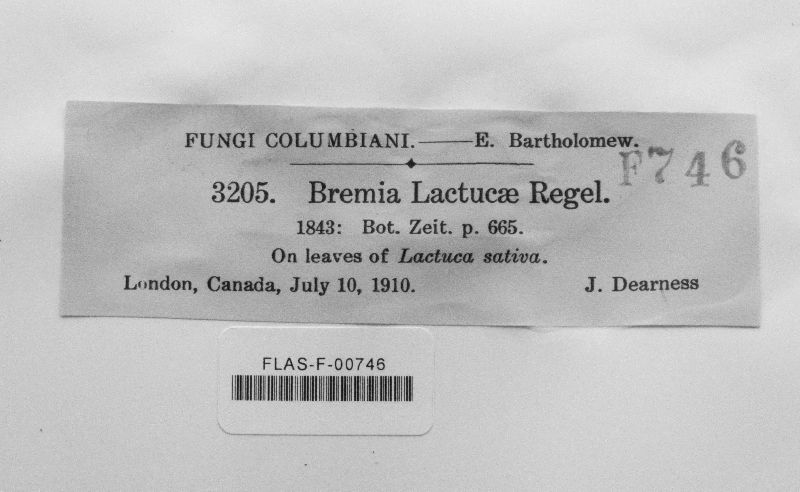 FUNGI COLUMBIANI.——E. Bartholomew.
F746
3205. Bremia Lactucæ Regel.
1843: Bot. Zeit. p. 665.
On leaves of Lactuca sativa.
London, Canada, July 10, 1910. J. Dearness
FLAS-F-00746